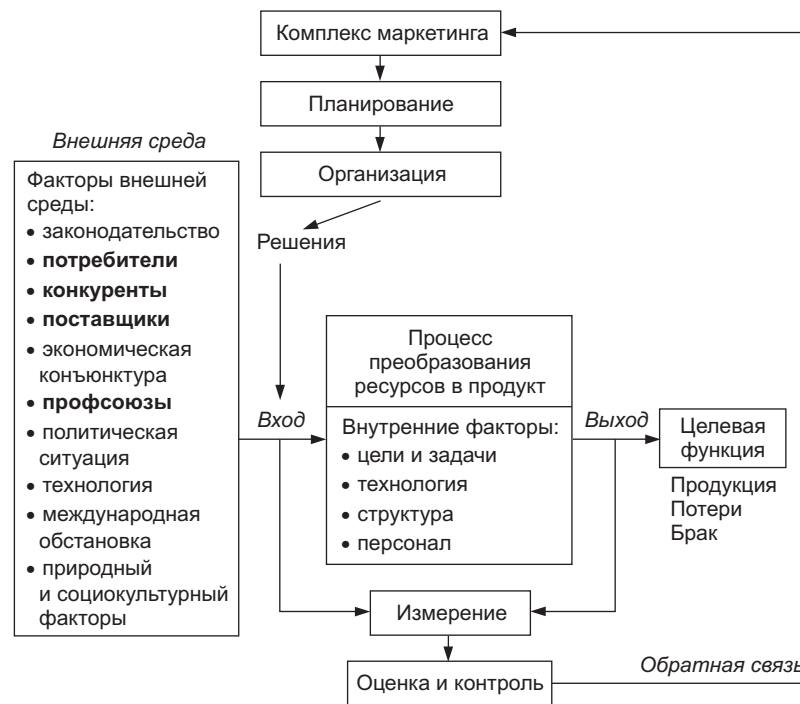 Комплекс маркетинга
Планирование
Организация
Решения
Внешняя среда
Факторы внешней
среды:
• законодательство
• потребители
• конкуренты
• поставщики
• экономическая
конъюнктура
• профсоюзы
• политическая
ситуация
• технология
• международная
обстановка
• природный
и социокультурный
факторы
Вход
Процесс
преобразования
ресурсов в продукт
Внутренние факторы:
• цели и задачи
• технология
• структура
• персонал
Выход
Целевая
функция
Продукция
Потери
Брак
Измерение
Оценка и контроль
Обратная связь